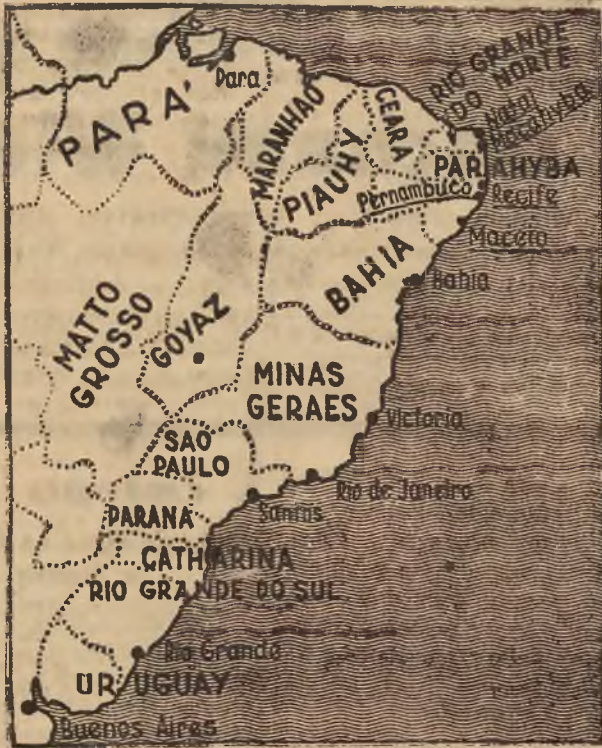 RIO GRANDE
DO NORTE
Natal
Macahyba
CEARA
MARANHAO
PARA'
Para
PIAUHY
PARAHYBA
Pernambuco
Recife
Maceio
BAHIA
Bahia
MATTO
GROSSO
GOYAZ
MINAS
GERAES
Victoria
SAO
PAULO
Rio de Janeiro
Santos
PARANA
CATHARINA
RIO GRANDE DO SUL
Rio Grande
URUGUAY
Buenos Aires